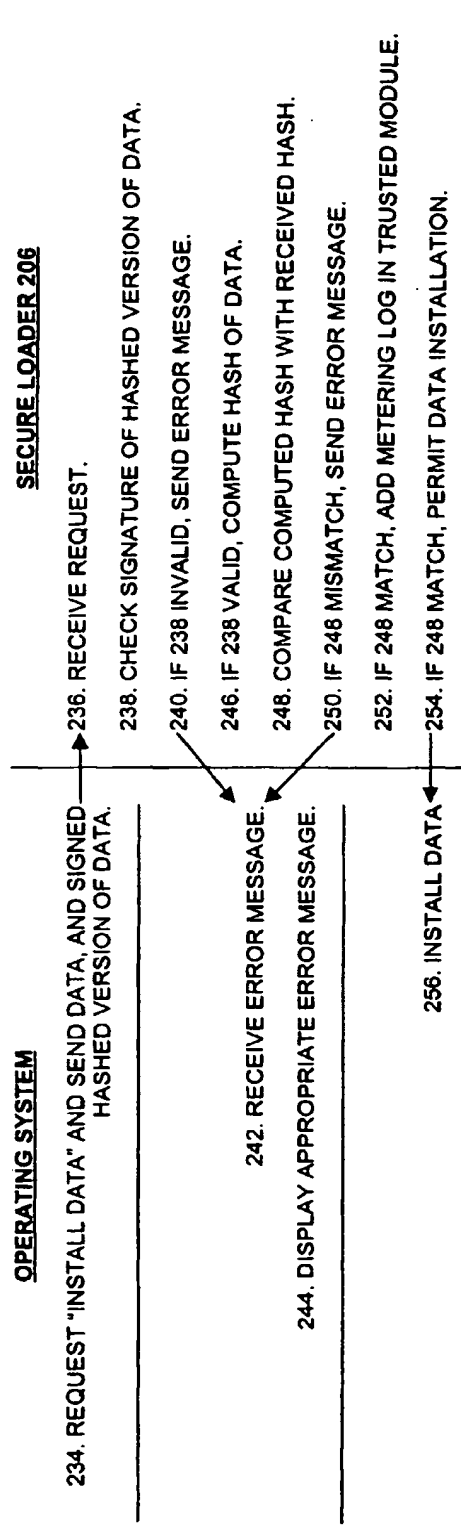 OPERATING SYSTEM
234. REQUEST "INSTALL DATA" AND SEND DATA, AND SIGNED
HASHED VERSION OF DATA.
242. RECEIVE ERROR MESSAGE.
244. DISPLAY APPROPRIATE ERROR MESSAGE.
256. INSTALL DATA
SECURE LOADER 206
236. RECEIVE REQUEST.
238. CHECK SIGNATURE OF HASHED VERSION OF DATA.
240. IF 238 INVALID, SEND ERROR MESSAGE.
246. IF 238 VALID, COMPUTE HASH OF DATA.
248. COMPARE COMPUTED HASH WITH RECEIVED HASH.
250. IF 248 MISMATCH, SEND ERROR MESSAGE.
252. IF 248 MATCH, ADD METERING LOG IN TRUSTED MODULE.
254. IF 248 MATCH, PERMIT DATA INSTALLATION.